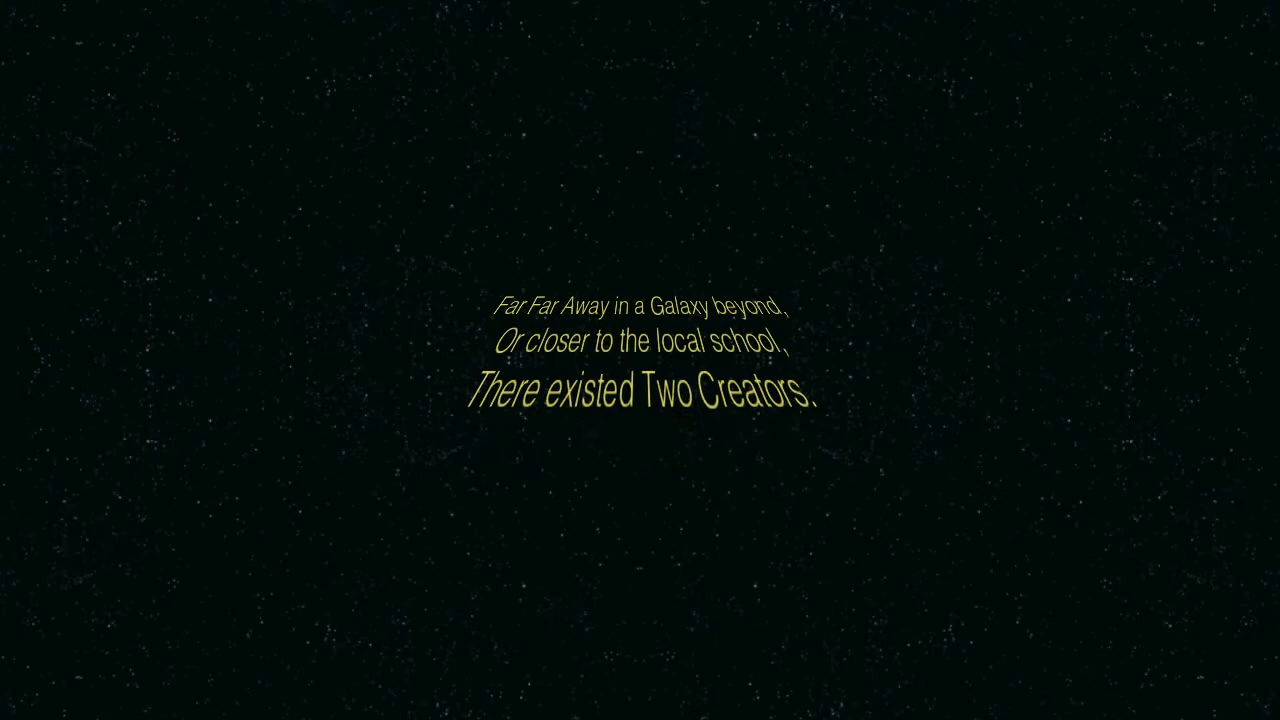 Far Far Away in a Galaxy beyond,
Or closer to the local school,
There existed Two Creators.